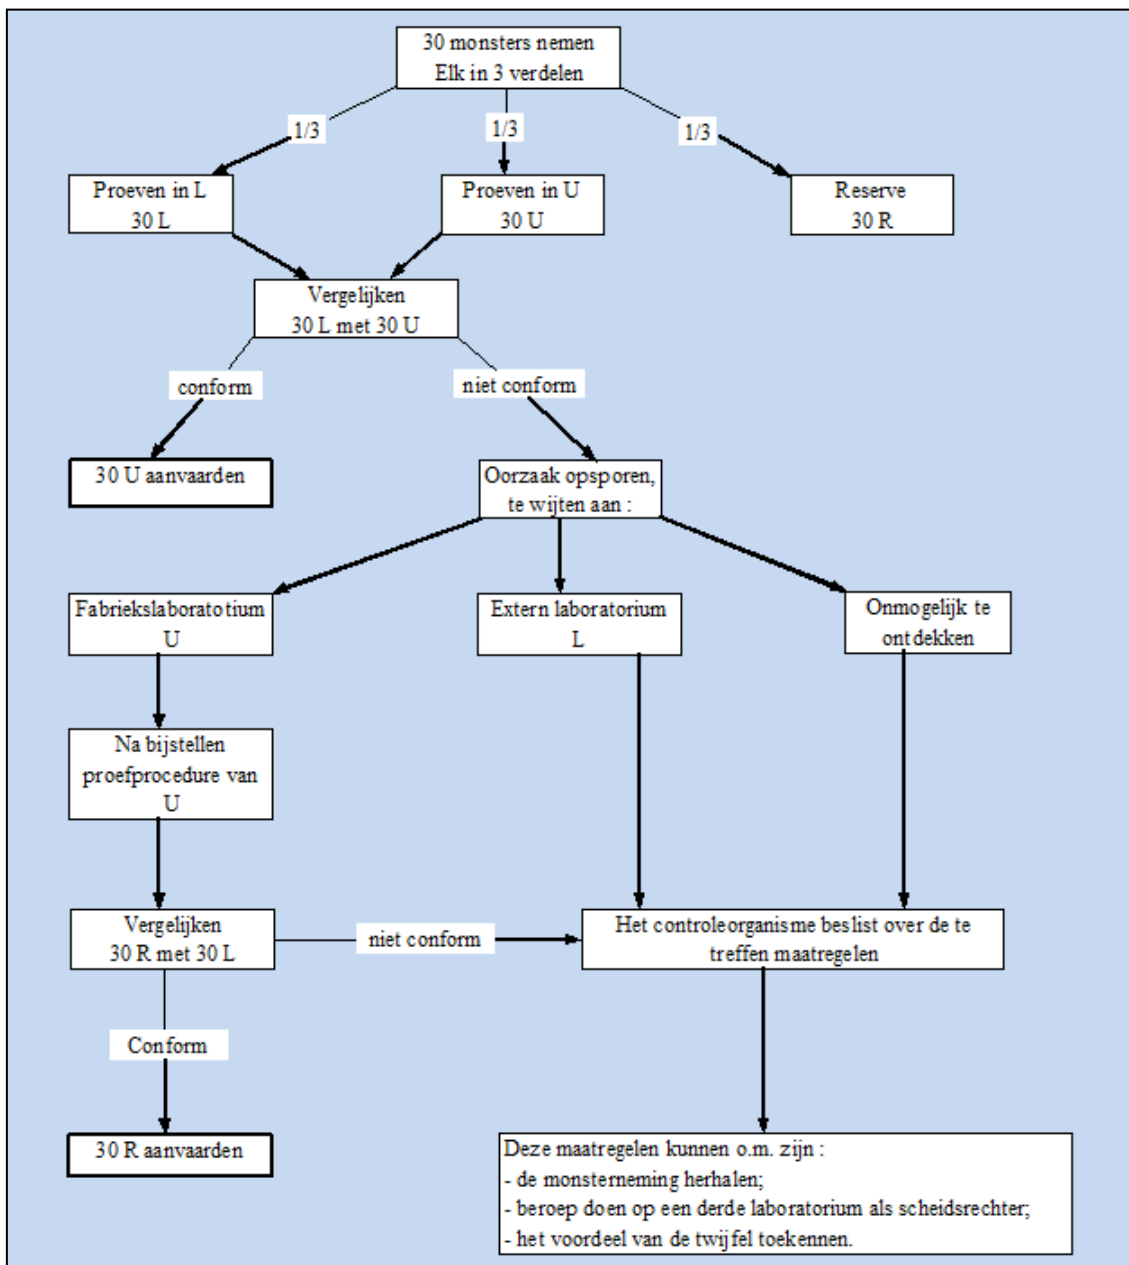 30 monsters nemen
Elk in 3 verdelen
1/3
1/3
1/3
Proeven in L
30 L
Proeven in U
30 U
Reserve
30 R
Vergelijken
30 L met 30 U
conform
niet conform
30 U aanvaarden
Oorzaak opsporen,
te wijten aan :
Fabriekslaboratotium
U
Extern laboratorium
L
Onmogelijk te
ontdekken
Na bijstellen
proefprocedure van
U
Vergelijken
30 R met 30 L
niet conform
Het controleorganisme beslist over de te
treffen maatregelen
Conform
30 R aanvaarden
Deze maatregelen kunnen o.m. zijn :
- de monsterneming herhalen;
- beroep doen op een derde laboratorium als scheidsrechter;
- het voordeel van de twijfel toekennen.